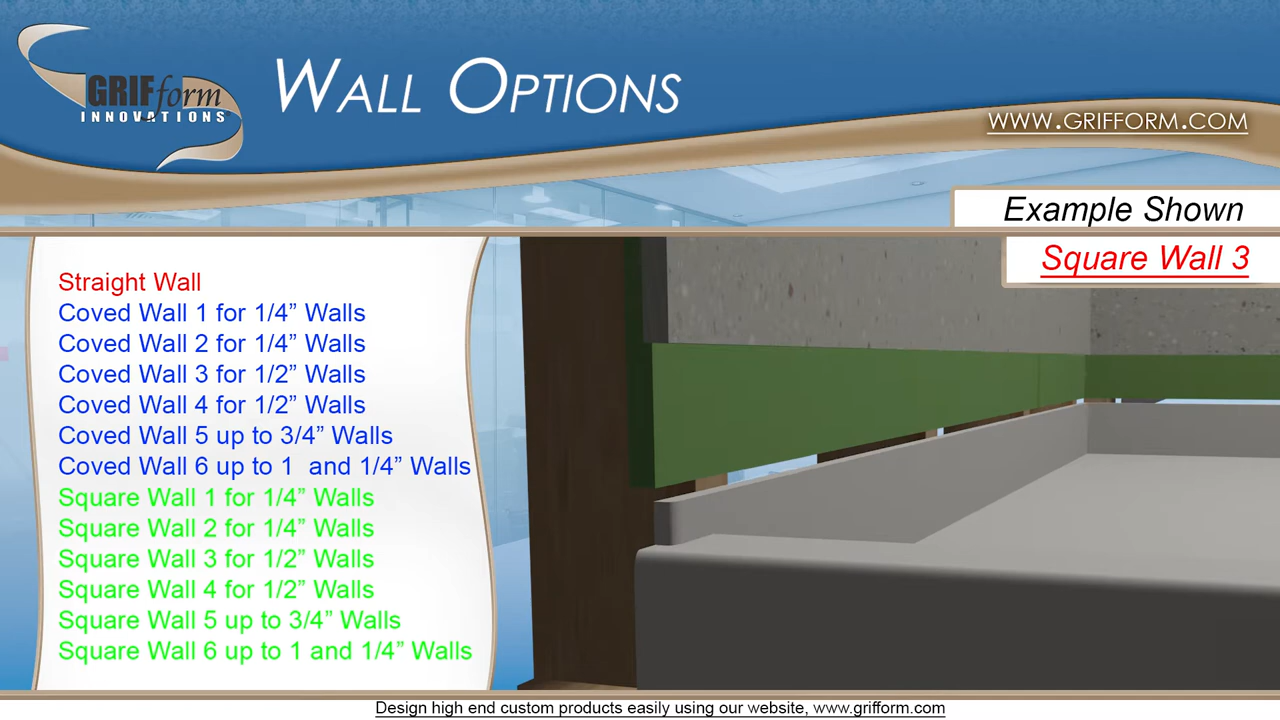 GRIFform
INNOVATIONS
WALL OPTIONS
WWW.GRIFFORM.COM
Example Shown
Square Wall 3
Straight Wall
Coved Wall 1 for 1/4” Walls
Coved Wall 2 for 1/4” Walls
Coved Wall 3 for 1/2” Walls
Coved Wall 4 for 1/2” Walls
Coved Wall 5 up to 3/4” Walls
Coved Wall 6 up to 1  and 1/4” Walls
Square Wall 1 for 1/4” Walls
Square Wall 2 for 1/4” Walls
Square Wall 3 for 1/2” Walls
Square Wall 4 for 1/2” Walls
Square Wall 5 up to 3/4” Walls
Square Wall 6 up to 1 and 1/4” Walls
Design high end custom products easily using our website, www.grifform.com